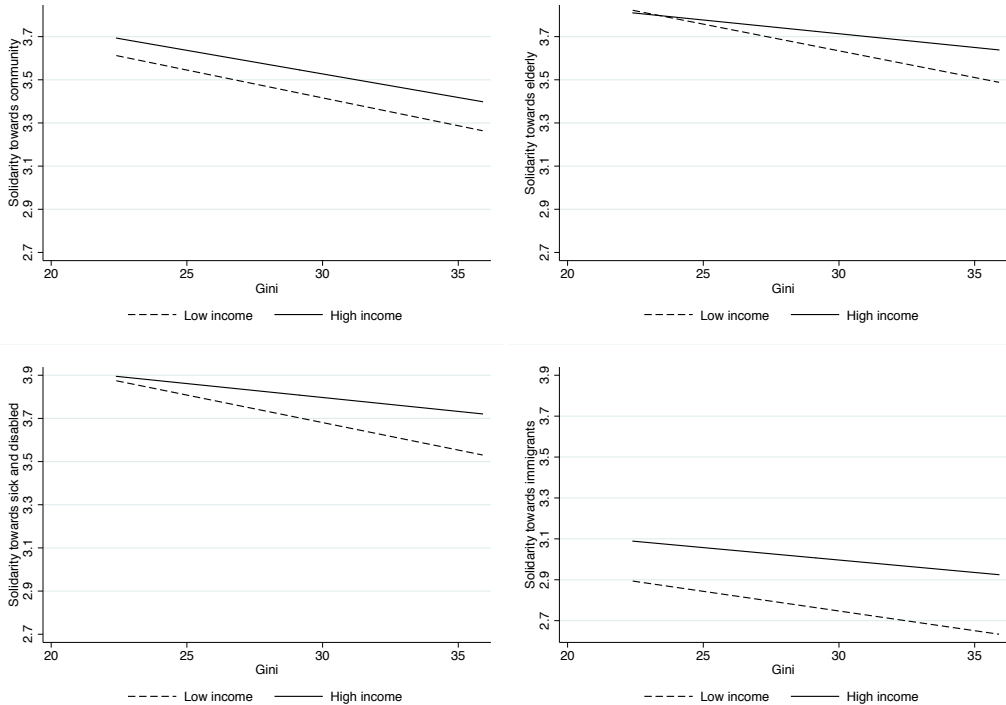 Solidarity towards community
3.7
3.5
3.3
3.1
2.9
2.7
20 25 30 35
Gini
Low income High income
Solidarity towards elderly
3.7
3.5
3.3
3.1
2.9
2.7
20 25 30 35
Gini
Low income High income
Solidarity towards sick and disabled
3.9
3.7
3.5
3.3
3.1
2.9
2.7
20 25 30 35
Gini
Low income High income
Solidarity towards immigrants
3.9
3.7
3.5
3.3
3.1
2.9
2.7
20 25 30 35
Gini
Low income High income